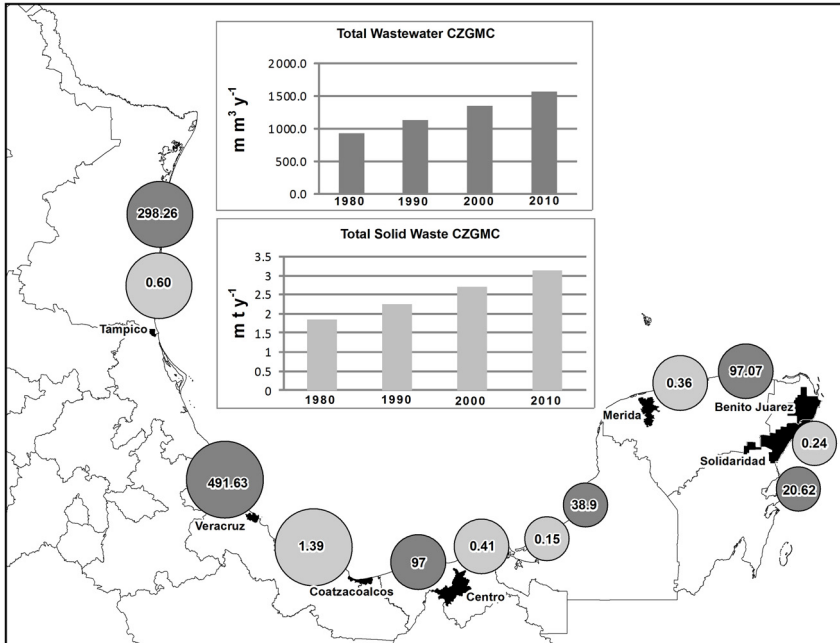 Total Wastewater CZGMC
m m³ y⁻¹
2000.0
1500.0
1000.0
500.0
0.0
1980 1990 2000 2010
Total Solid Waste CZGMC
m t y⁻¹
3.5
3
2.5
2
1.5
1
0.5
0
1980 1990 2000 2010
298.26
0.60
Tampico
491.63
Veracruz
1.39
Coatzacoalcos
97
0.41
Centro
0.15
38.9
Merida
0.36
97.07
Benito Juarez
0.24
Solidaridad
20.62